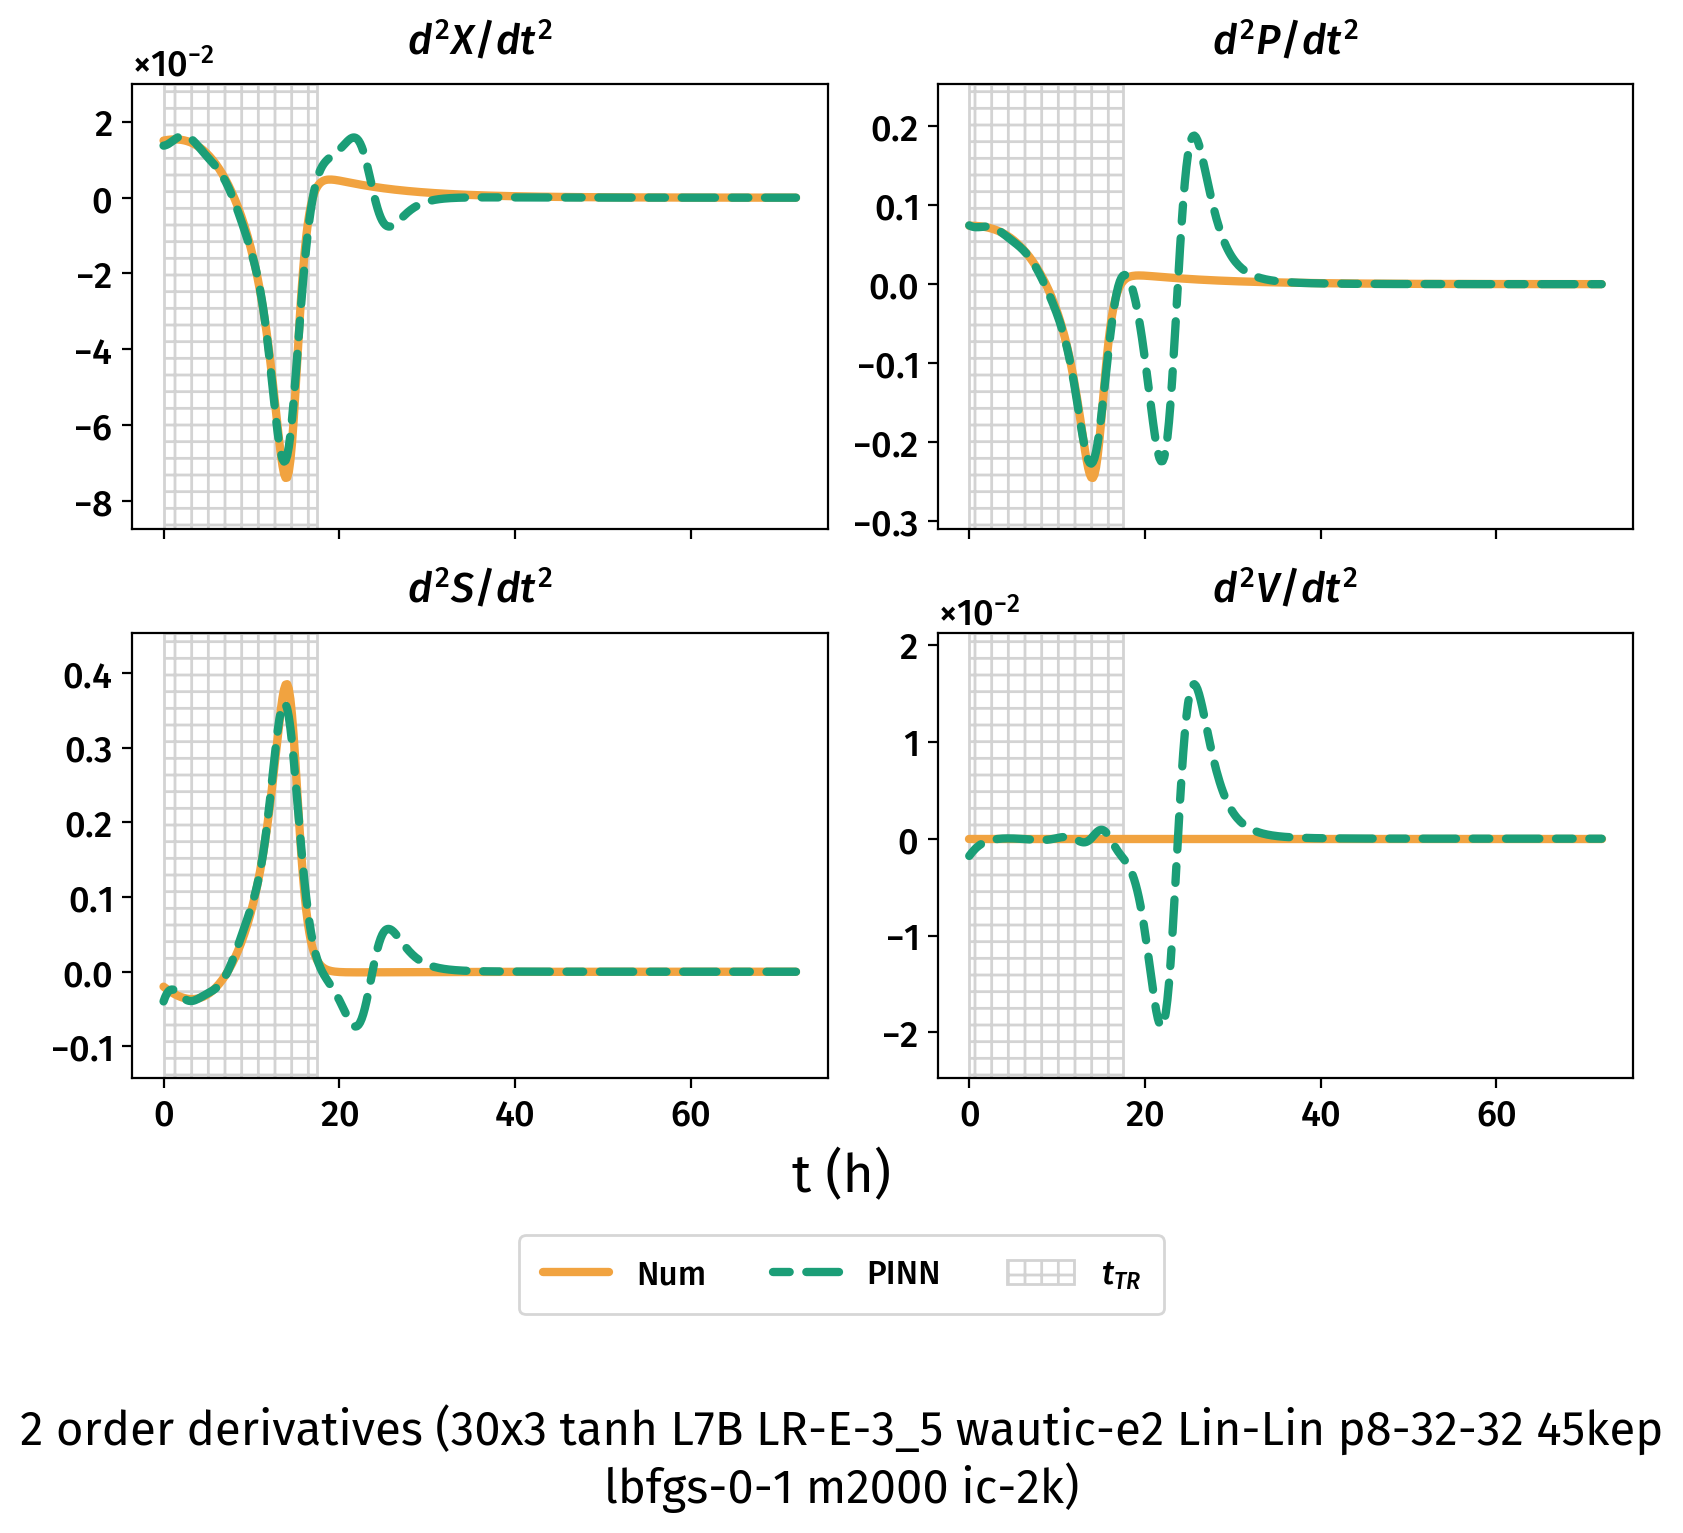 d²X/dt²
d²P/dt²
×10⁻²
2
0
−2
−4
−6
−8
0.2
0.1
0.0
−0.1
−0.2
−0.3
d²S/dt²
d²V/dt²
×10⁻²
0.4
0.3
0.2
0.1
0.0
−0.1
2
1
0
−1
−2
0 20 40 60
0 20 40 60
t (h)
Num PINN t_TR
2 order derivatives (30x3 tanh L7B LR-E-3_5 wautic-e2 Lin-Lin p8-32-32 45kep
lbfgs-0-1 m2000 ic-2k)